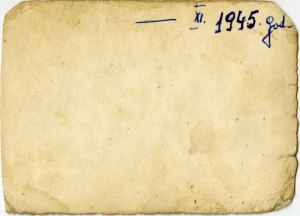 — XI. 1945. god.